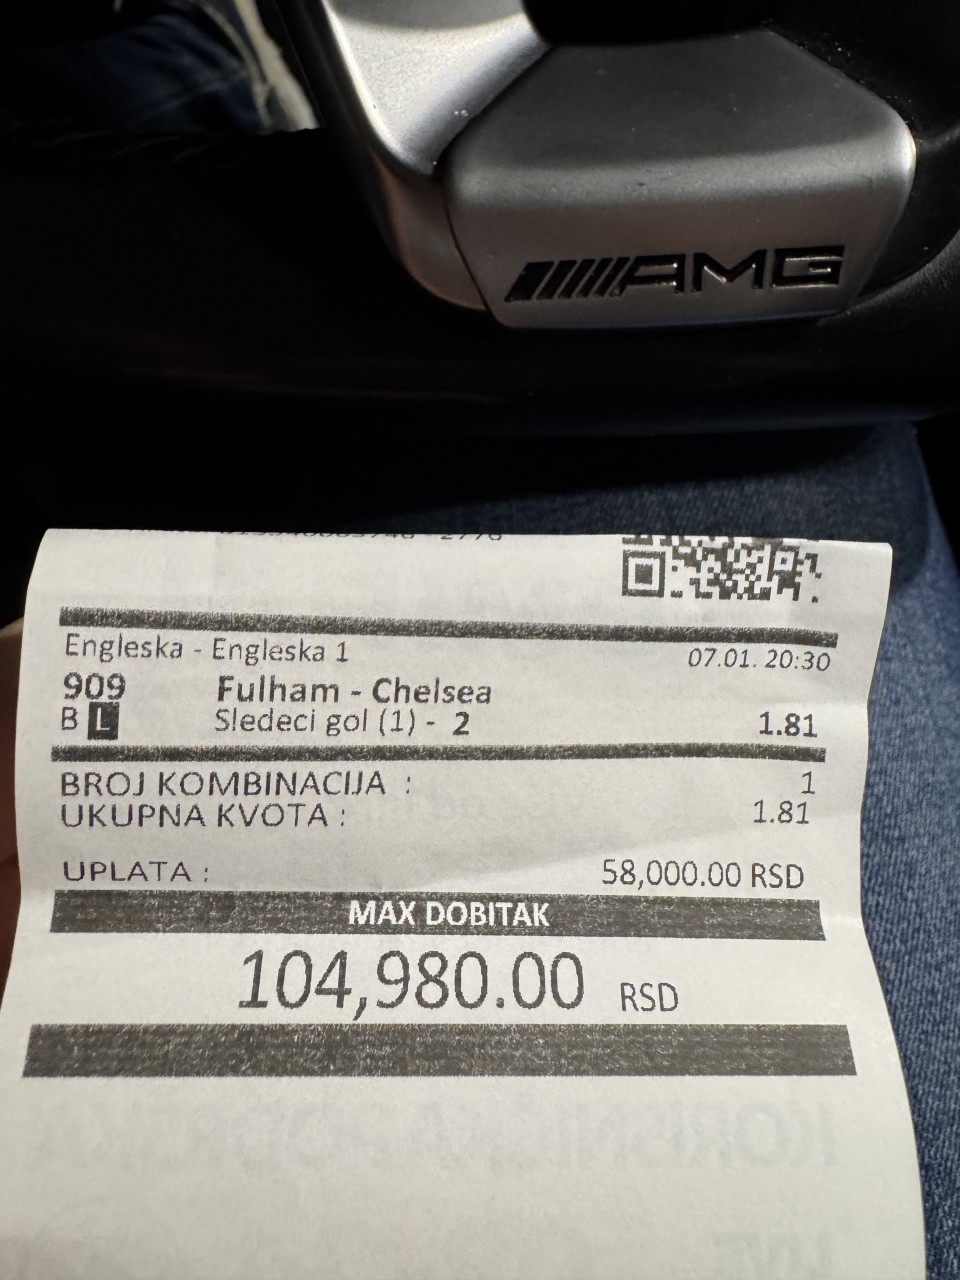 AMG
Engleska - Engleska 1 07.01. 20:30
909 Fulham - Chelsea
B L Sledeci gol (1) - 2 1.81
BROJ KOMBINACIJA : 1
UKUPNA KVOTA : 1.81
UPLATA : 58,000.00 RSD
MAX DOBITAK
104,980.00 RSD